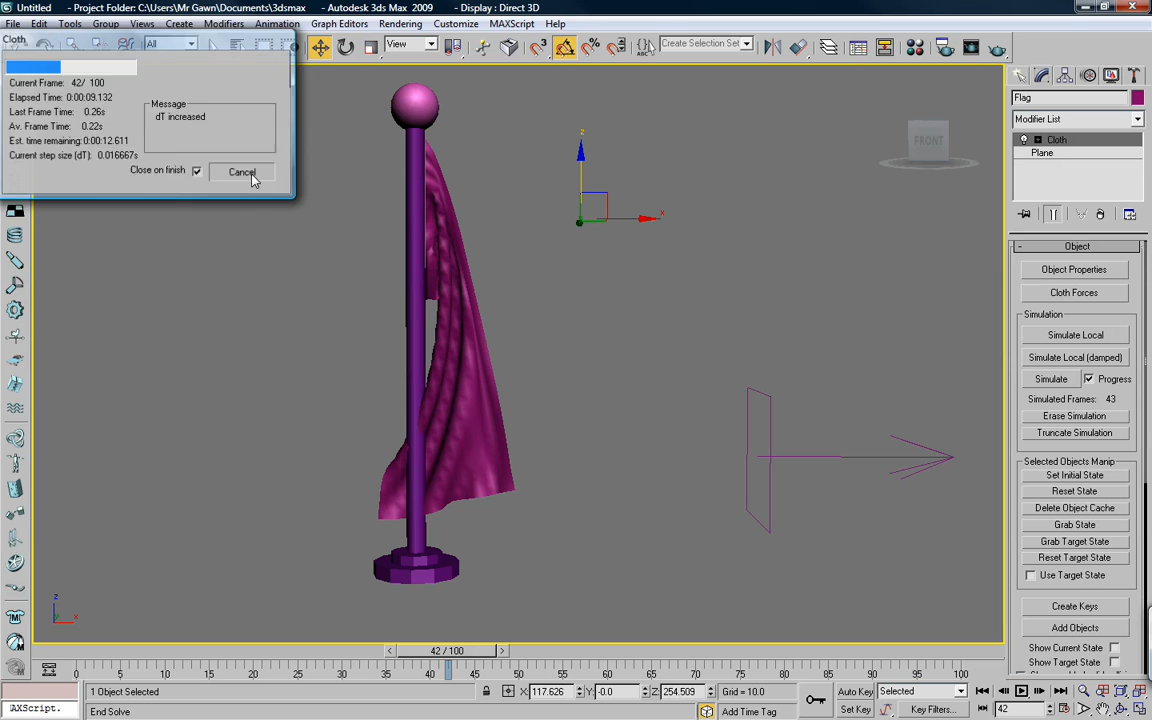 Untitled - Project Folder: C:\Users\Mr Gawn\Documents\3dsmax - Autodesk 3ds Max 2009 - Display : Direct 3D
File Edit Tools Group Views Create Modifiers Animation Graph Editors Rendering Customize MAXScript Help
Cloth
All
View
Create Selection Set
Current Frame: 42/ 100
Elapsed Time: 0:00:09.132
Last Frame Time: 0.26s
Av. Frame Time: 0.22s
Est. time remaining: 0:00:12.611
Current step size (dT): 0.016667s
Message
dT increased
Close on finish
Cancel
FRONT
z
x
Flag
Modifier List
Cloth
Plane
Object
Object Properties
Cloth Forces
Simulation
Simulate Local
Simulate Local (damped)
Simulate
Progress
Simulated Frames: 43
Erase Simulation
Truncate Simulation
Selected Objects Manip
Set Initial State
Reset State
Delete Object Cache
Grab State
Grab Target State
Reset Target State
Use Target State
Create Keys
Add Objects
Show Current State
Show Target State
z
y
x
42 / 100
0 5 10 15 20 25 30 35 40 45 50 55 60 65 70 75 80 85 90 95 100
1 Object Selected
X: 117.626
Y: -0.0
Z: 254.509
Grid = 10.0
Auto Key
Selected
AXScript.
End Solve
Add Time Tag
Set Key
Key Filters...
42